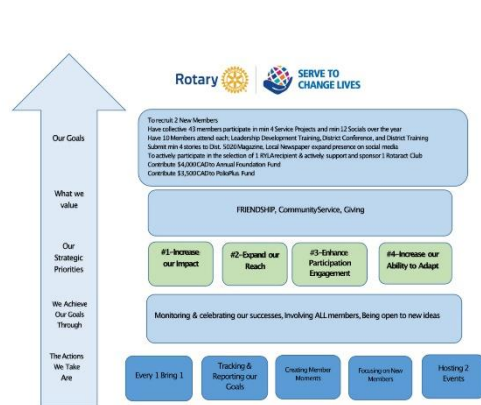 Rotary
SERVE TO
CHANGE LIVES
Our Goals
To recruit 2 New Members
Have collective 43 members participate in min 4 Service Projects and min 12 Socials over the year
Have 10 Members attend each; Leadership Development Training, District Conference, and District Training
Submit min 4 stories to Dist. 5020 Magazine, Local Newspaper expand presence on social media
To actively participate in the selection of 1 RYLA recipient & actively support and sponsor 1 Rotaract Club
Contribute $4,000 CAD to Annual Foundation Fund
Contribute $3,500 CAD to PolioPlus Fund
What we
value
FRIENDSHIP, CommunityService, Giving
Our
Strategic
Priorities
#1-Increase
our Impact
#2-Expand our
Reach
#3-Enhance
Participation
Engagement
#4-Increase our
Ability to Adapt
We Achieve
Our Goals
Through
Monitoring & celebrating our successes, Involving ALL members, Being open to new ideas
The Actions
We Take
Are
Every 1 Bring 1
Tracking &
Reporting our
Goals
Creating Member
Moments
Focusing on New
Members
Hosting 2
Events